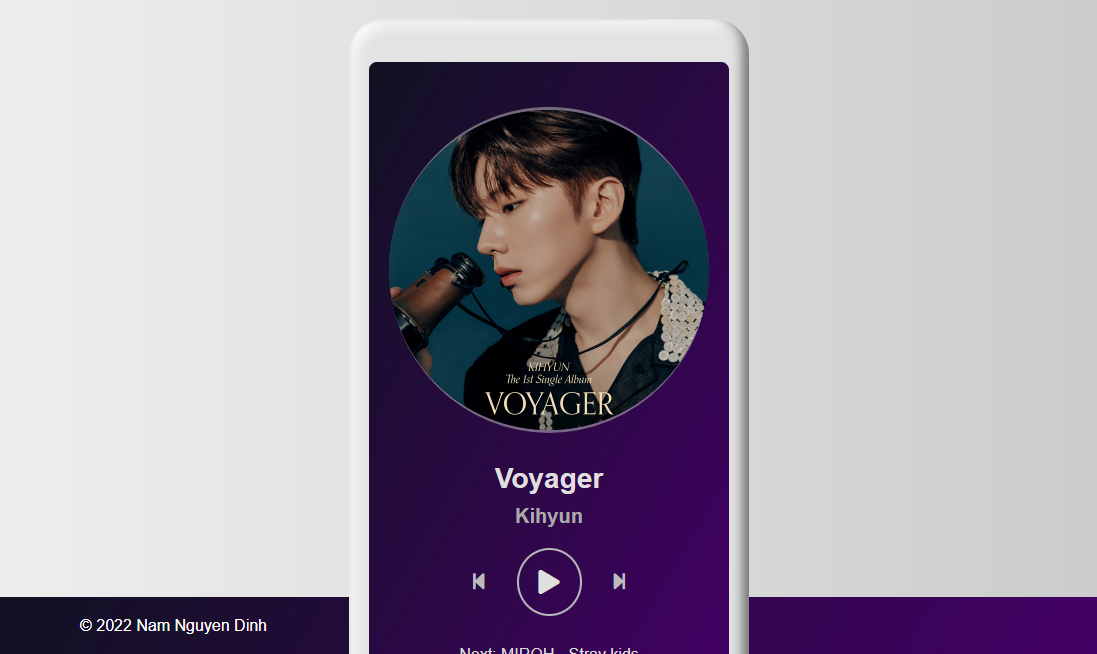 KIHYUN
The 1st Single Album
VOYAGER
Voyager
Kihyun
© 2022 Nam Nguyen Dinh
Next: MIROH - Stray kids